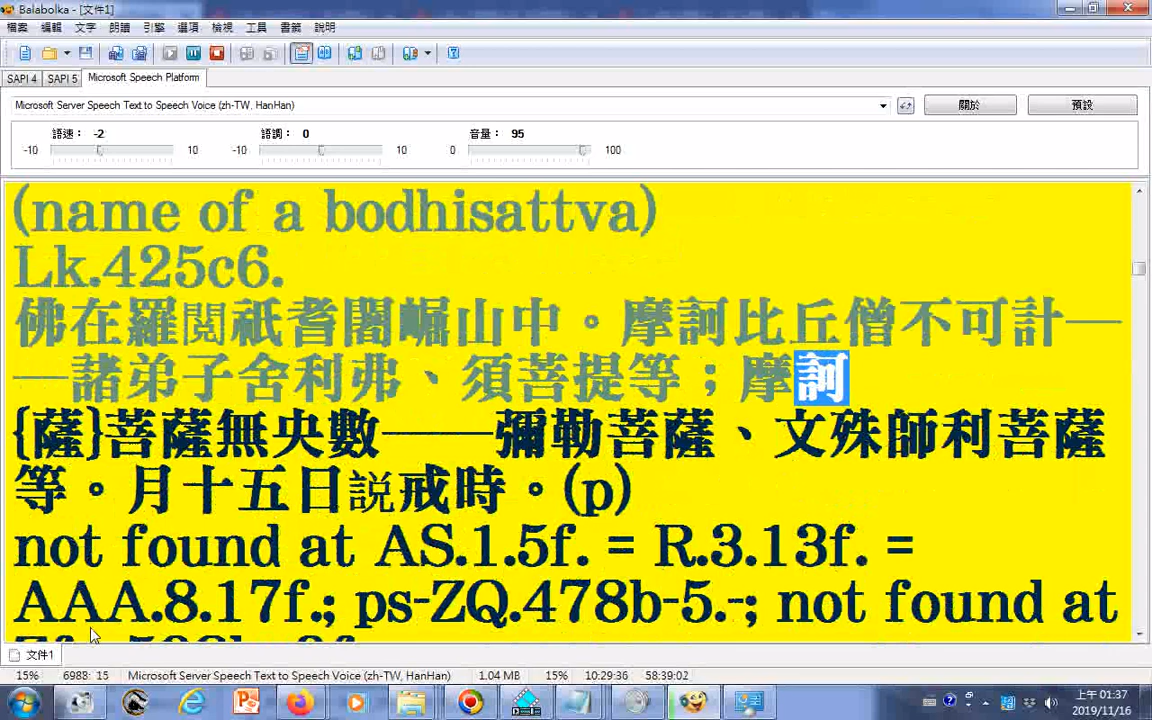 Balabolka - [文件1]
檔案 編輯 文字 朗讀 引擎 選項 檢視 工具 書籤 說明
SAPI 4 SAPI 5 Microsoft Speech Platform
Microsoft Server Speech Text to Speech Voice (zh-TW, HanHan) 關於 預設
語速： -2 語調： 0 音量： 95
-10 10 -10 10 0 100
(name of a bodhisattva)
Lk.425c6.
佛在羅閲祇耆闍崛山中。摩訶比丘僧不可計—
—諸弟子舍利弗、須菩提等；摩訶
{薩}菩薩無央數——彌勒菩薩、文殊師利菩薩
等。月十五日説戒時。(p)
not found at AS.1.5f. = R.3.13f. =
AAA.8.17f.; ps-ZQ.478b-5.-; not found at
文件1
15% 6988: 15 Microsoft Server Speech Text to Speech Voice (zh-TW, HanHan) 1.04 MB 15% 10:29:36 58:39:02
上午 01:37
2019/11/16